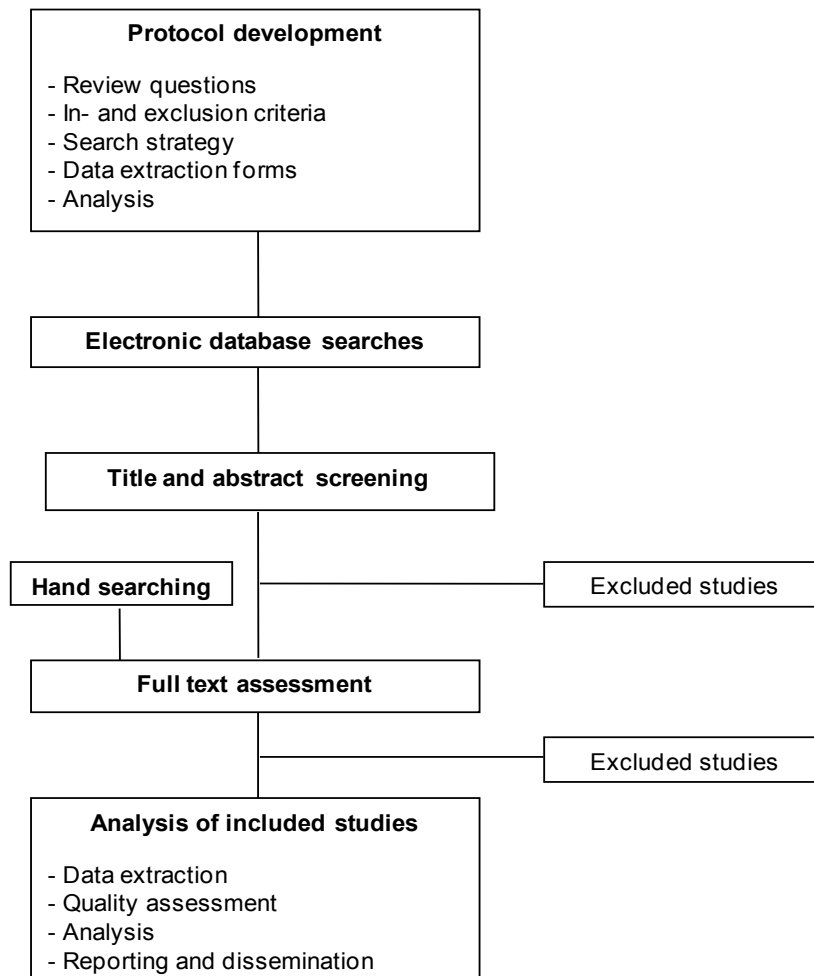 Protocol development
- Review questions
- In- and exclusion criteria
- Search strategy
- Data extraction forms
- Analysis
Electronic database searches
Title and abstract screening
Hand searching
Excluded studies
Full text assessment
Excluded studies
Analysis of included studies
- Data extraction
- Quality assessment
- Analysis
- Reporting and dissemination